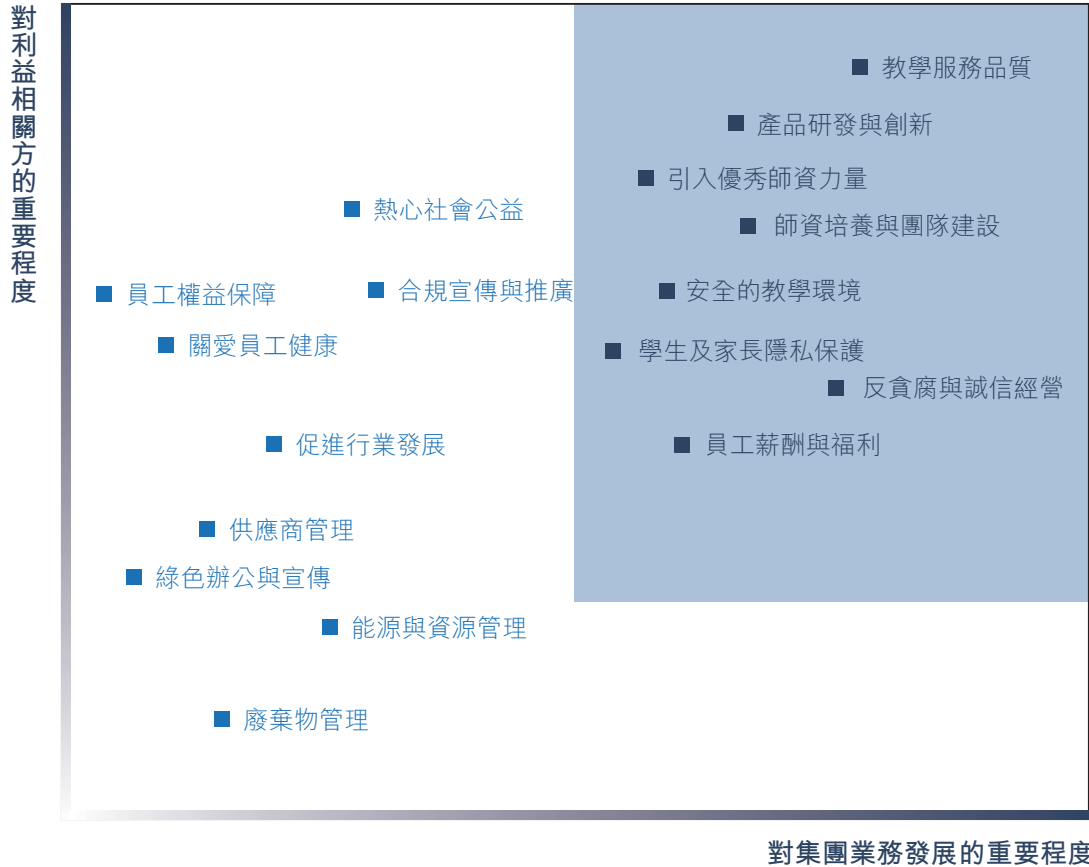 對利益相關方的重要程度
教學服務品質
產品研發與創新
引入優秀師資力量
熱心社會公益
師資培養與團隊建設
員工權益保障
合規宣傳與推廣
安全的教學環境
關愛員工健康
學生及家長隱私保護
反貪腐與誠信經營
促進行業發展
員工薪酬與福利
供應商管理
綠色辦公與宣傳
能源與資源管理
廢棄物管理
對集團業務發展的重要程度